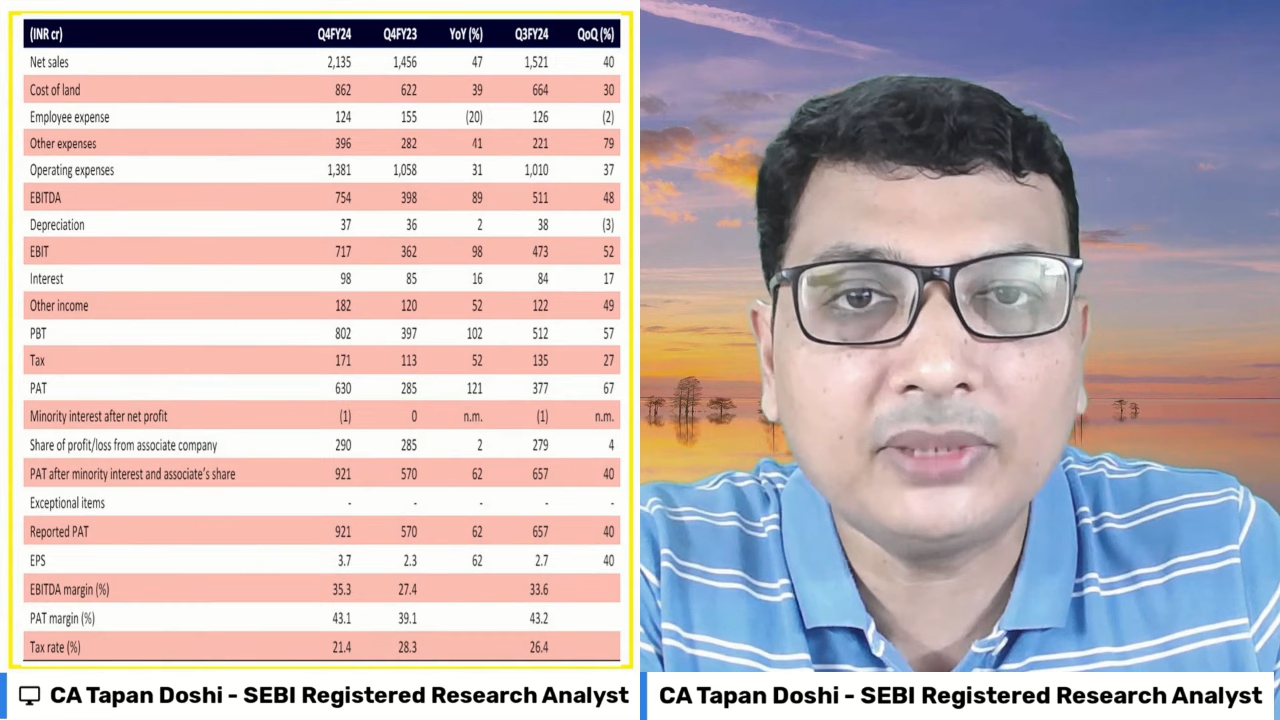 (INR cr) Q4FY24 Q4FY23 YoY (%) Q3FY24 QoQ (%)
Net sales 2,135 1,456 47 1,521 40
Cost of land 862 622 39 664 30
Employee expense 124 155 (20) 126 (2)
Other expenses 396 282 41 221 79
Operating expenses 1,381 1,058 31 1,010 37
EBITDA 754 398 89 511 48
Depreciation 37 36 2 38 (3)
EBIT 717 362 98 473 52
Interest 98 85 16 84 17
Other income 182 120 52 122 49
PBT 802 397 102 512 57
Tax 171 113 52 135 27
PAT 630 285 121 377 67
Minority interest after net profit (1) 0 n.m. (1) n.m.
Share of profit/loss from associate company 290 285 2 279 4
PAT after minority interest and associate's share 921 570 62 657 40
Exceptional items - - - - -
Reported PAT 921 570 62 657 40
EPS 3.7 2.3 62 2.7 40
EBITDA margin (%) 35.3 27.4 33.6
PAT margin (%) 43.1 39.1 43.2
Tax rate (%) 21.4 28.3 26.4
CA Tapan Doshi - SEBI Registered Research Analyst
CA Tapan Doshi - SEBI Registered Research Analyst